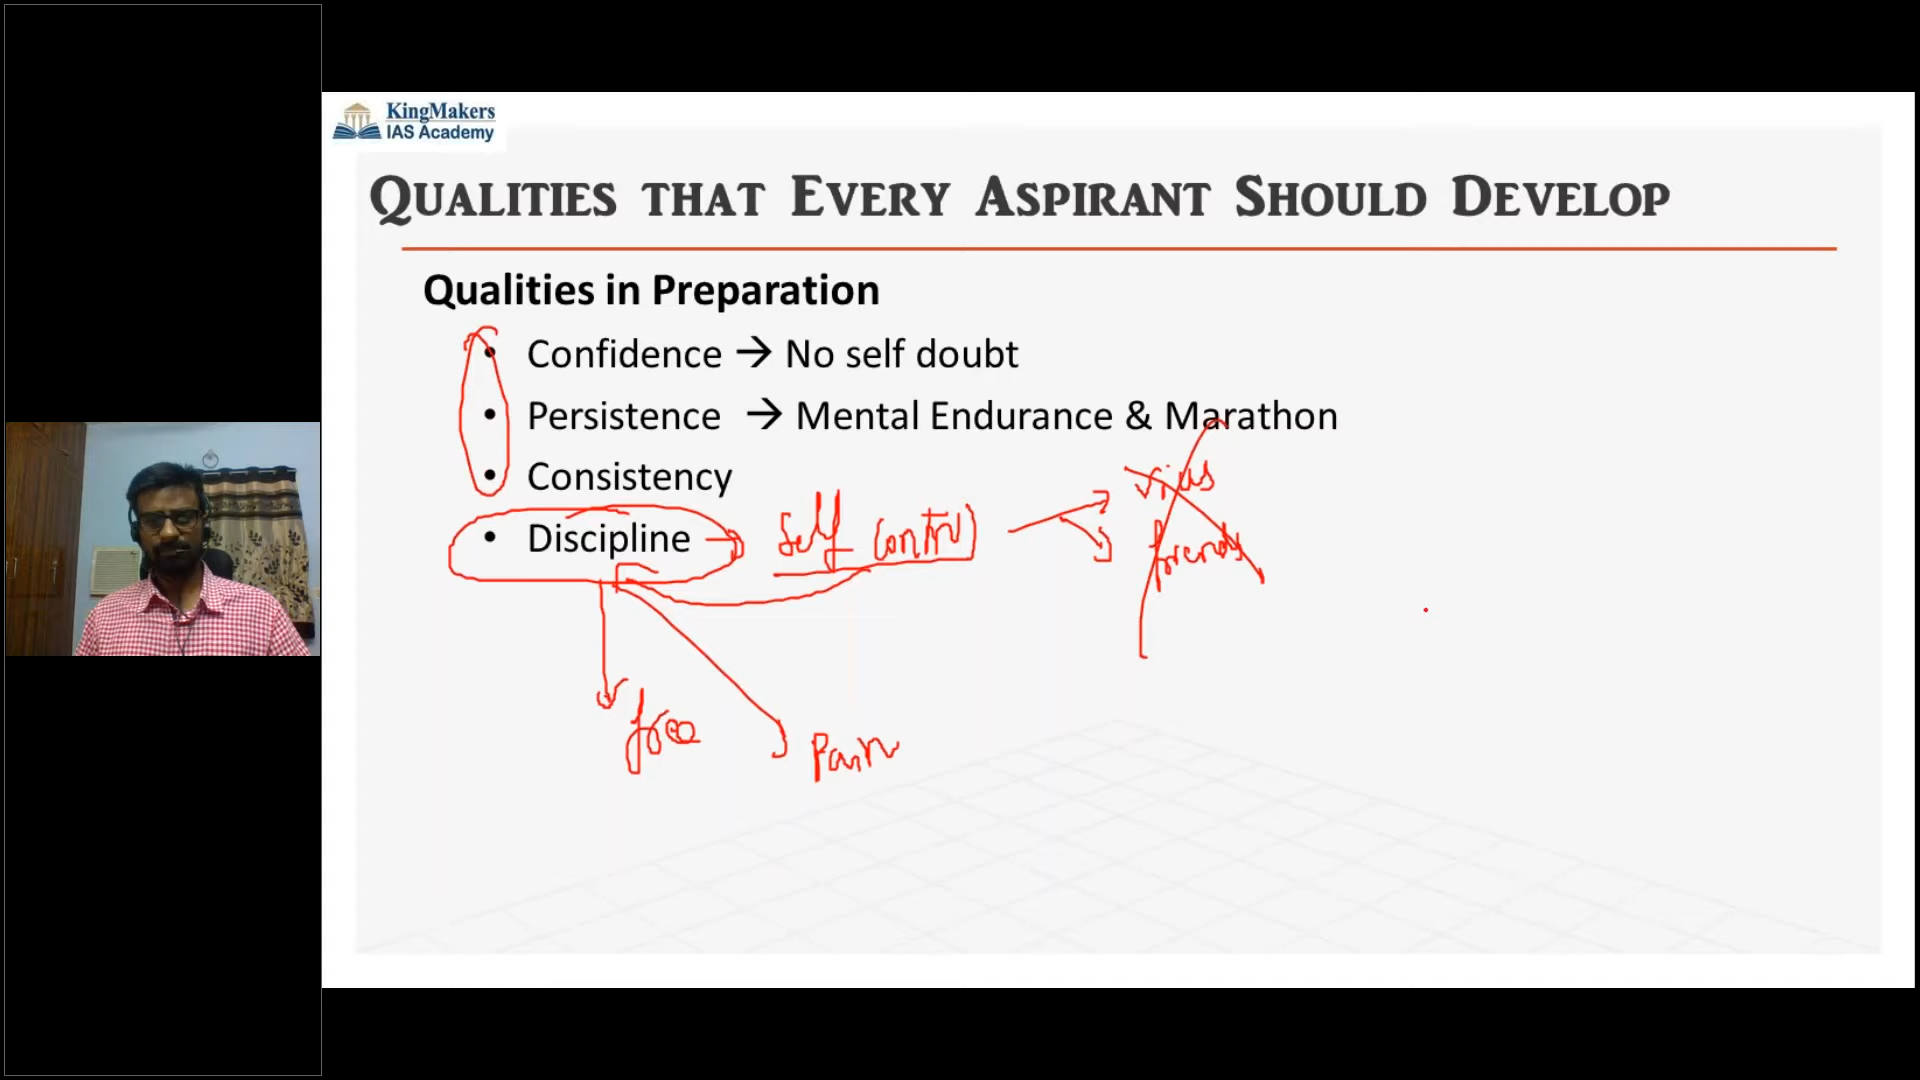 KingMakers
IAS Academy
Qualities that Every Aspirant Should Develop
Qualities in Preparation
• Confidence → No self doubt
• Persistence → Mental Endurance & Marathon
• Consistency
• Discipline → Self Control
friends
free
Pain